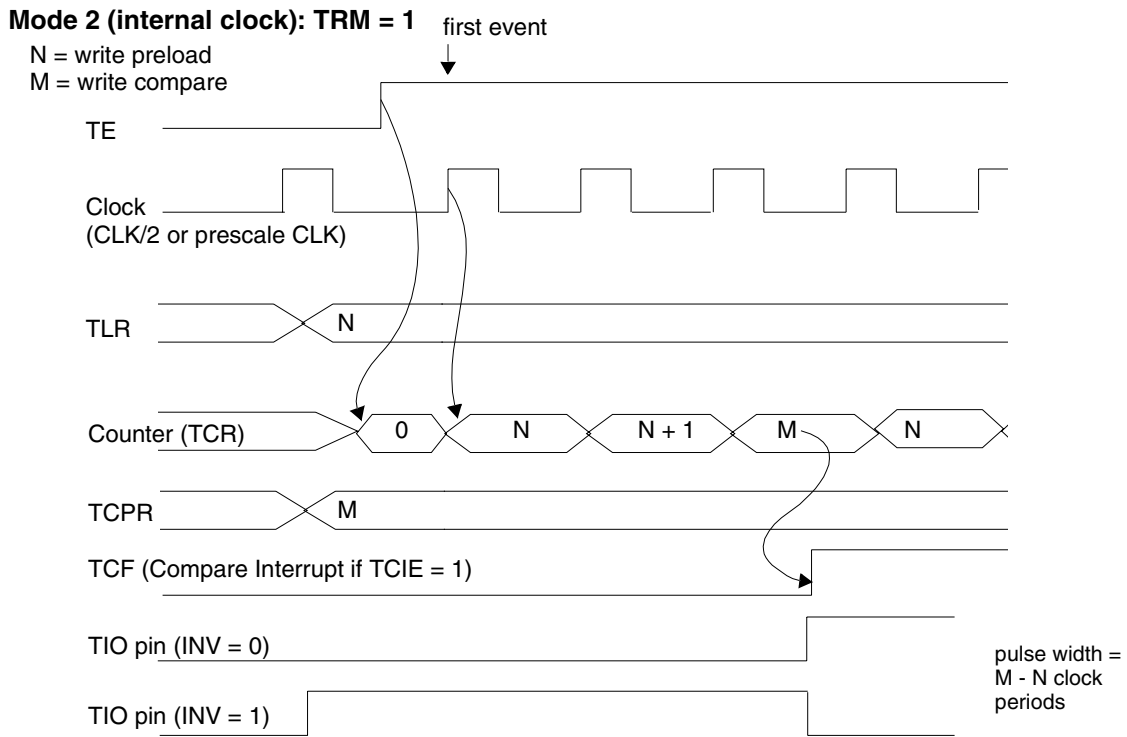 Mode 2 (internal clock): TRM = 1
first event
N = write preload
M = write compare
TE
Clock
(CLK/2 or prescale CLK)
TLR
N
Counter (TCR)
0
N
N + 1
M
N
TCPR
M
TCF (Compare Interrupt if TCIE = 1)
TIO pin (INV = 0)
pulse width =
M - N clock
periods
TIO pin (INV = 1)